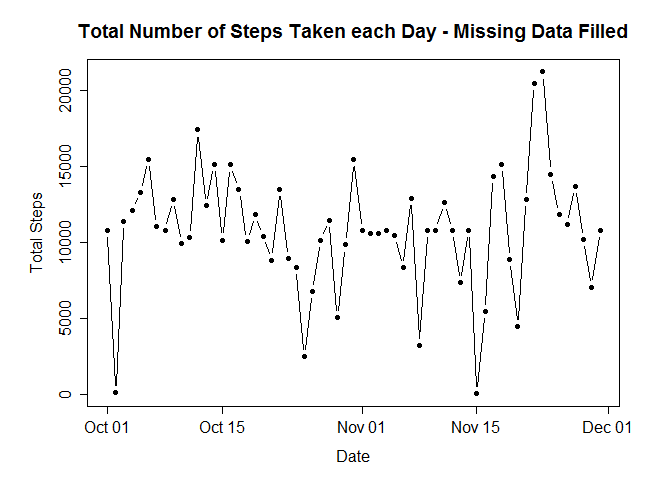 Total Number of Steps Taken each Day - Missing Data Filled
20000
15000
10000
5000
0
Total Steps
Oct 01
Oct 15
Nov 01
Nov 15
Dec 01
Date